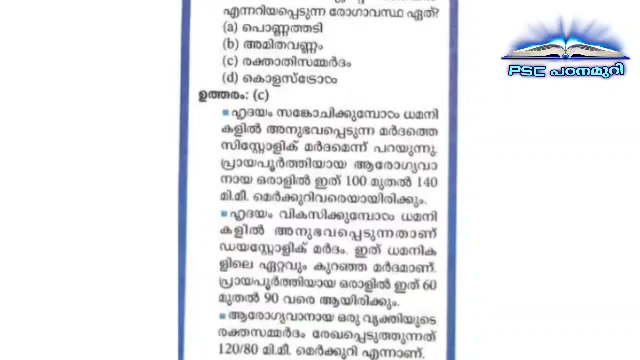 എന്നറിയപ്പെടുന്ന രോഗാവസ്ഥ ഏത്?
(a) പൊണ്ണത്തടി
(b) അമിതവണ്ണം
(c) രക്താതിസമ്മർദം
(d) കൊളസ്ട്രോൾ
ഉത്തരം: (c)
■ഹൃദയം സങ്കോചിക്കുമ്പോൾ ധമനി
കളിൽ അനുഭവപ്പെടുന്ന മർദത്തെ
സിസ്റ്റോളിക് മർദമെന്ന് പറയുന്നു.
പ്രായപൂർത്തിയായ ആരോഗ്യവാ
നായ ഒരാളിൽ ഇത് 100 മുതൽ 140
മി.മീ. മെർക്കുറിവരെയായിരിക്കും.
■ഹൃദയം വികസിക്കുമ്പോൾ ധമനി
കളിൽ അനുഭവപ്പെടുന്നതാണ്
ഡയസ്റ്റോളിക് മർദം. ഇത് ധമനിക
ളിലെ ഏറ്റവും കുറഞ്ഞ മർദമാണ്.
പ്രായപൂർത്തിയായ ഒരാളിൽ ഇത് 60
മുതൽ 90 വരെ ആയിരിക്കും.
■ആരോഗ്യവാനായ ഒരു വ്യക്തിയുടെ
രക്തസമ്മർദം രേഖപ്പെടുത്തുന്നത്
120/80 മി.മീ. മെർക്കുറി എന്നാണ്.
PSC പഠനമുറി